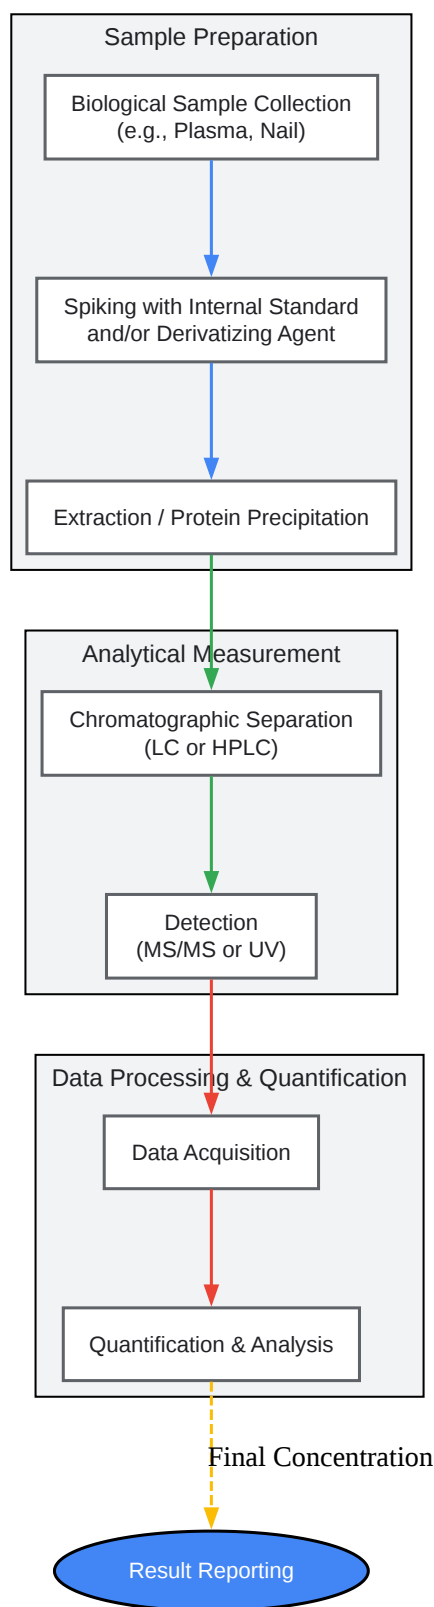 Sample Preparation
Biological Sample Collection
(e.g., Plasma, Nail)
Spiking with Internal Standard
and/or Derivatizing Agent
Extraction / Protein Precipitation
Analytical Measurement
Chromatographic Separation
(LC or HPLC)
Detection
(MS/MS or UV)
Data Processing & Quantification
Data Acquisition
Quantification & Analysis
Final Concentration
Result Reporting